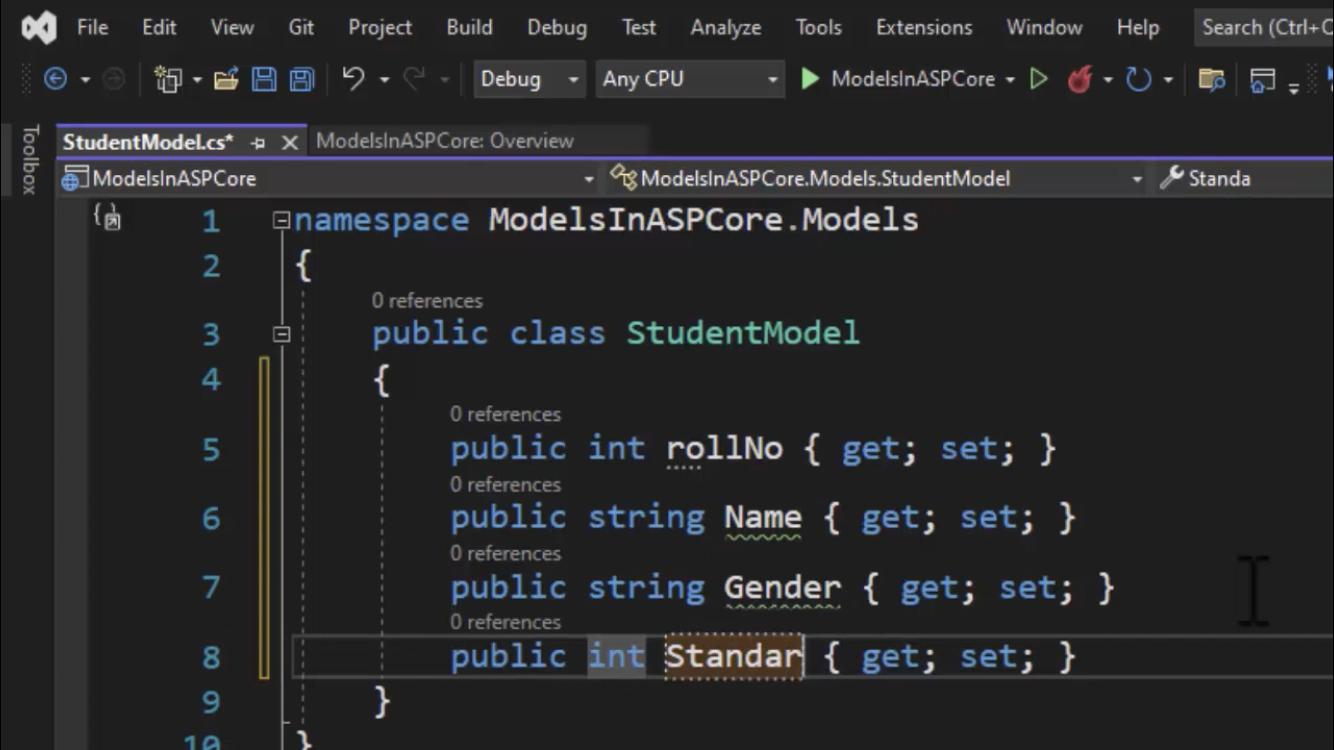 File Edit View Git Project Build Debug Test Analyze Tools Extensions Window Help Search (Ctrl+Q
Debug Any CPU ModelsInASPCore
Toolbox
StudentModel.cs* ModelsInASPCore: Overview
ModelsInASPCore ModelsInASPCore.Models.StudentModel Standa
1 namespace ModelsInASPCore.Models
2 {
0 references
3 public class StudentModel
4 {
0 references
5 public int rollNo { get; set; }
0 references
6 public string Name { get; set; }
0 references
7 public string Gender { get; set; }
0 references
8 public int Standar { get; set; }
9 }
10 }